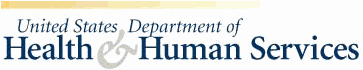 United States Department of
Health & Human Services